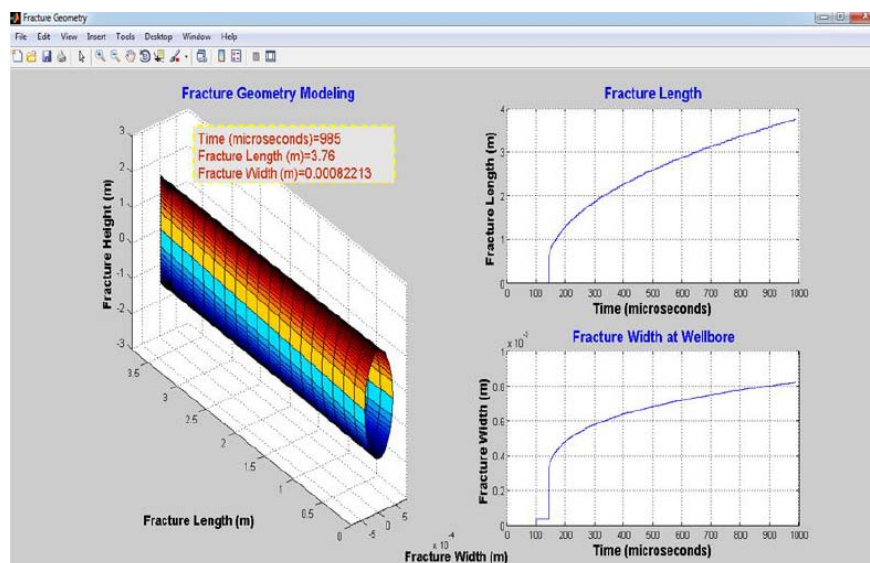 Fracture Geometry
File Edit View Insert Tools Desktop Window Help
Fracture Geometry Modeling
Time (microseconds)=985
Fracture Length (m)=3.76
Fracture Width (m)=0.00082213
Fracture Height (m)
3
2
1
0
-1
-2
-3
3.5
3
2.5
2
1.5
1
0.5
0
Fracture Length (m)
-5 0 5
x 10^-4
Fracture Width (m)
Fracture Length
Fracture Length (m)
4
3
2
1
0
0 100 200 300 400 500 600 700 800 900 1000
Time (microseconds)
Fracture Width at Wellbore
Fracture Width (m)
1
0.8
0.6
0.4
0.2
0
0 100 200 300 400 500 600 700 800 900 1000
Time (microseconds)